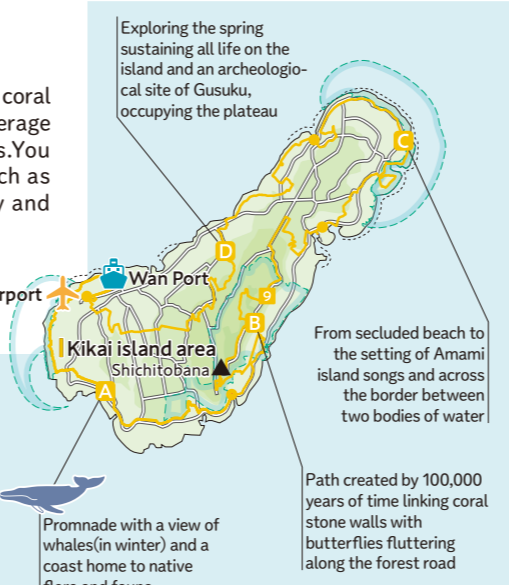 Exploring the spring
sustaining all life on the
island and an archeologio-
cal site of Gusuku,
occupying the plateau
coral
erage
s.You
ch as
y and
C
D
rport
Wan Port
9
B
Kikai island area
Shichitobana
A
From secluded beach to
the setting of Amami
island songs and across
the border between
two bodies of water
Path created by 100,000
years of time linking coral
stone walls with
butterflies fluttering
along the forest road
Promnade with a view of
whales(in winter) and a
coast home to native
flora and fauna